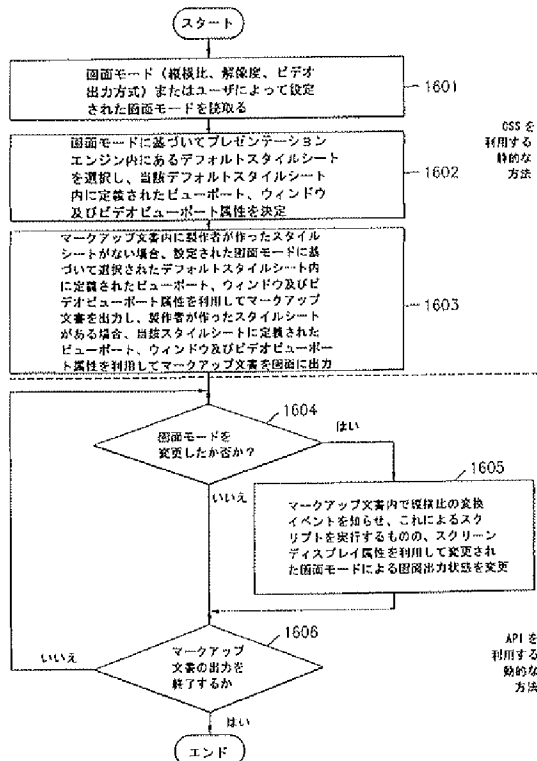 スタート
画面モード（縦横比、解像度、ビデオ
出力方式）またはユーザによって設定
された画面モードを読取る
1601
画面モードに基づいてプレゼンテーション
エンジン内にあるデフォルトスタイルシート
を選択し、当該デフォルトスタイルシート
内に定義されたビューポート、ウィンドウ
及びビデオビューポート属性を決定
1602
CSSを
利用する
静的な
方法
マークアップ文書内に製作者が作ったスタイル
シートがない場合、設定された画面モードに基
づいて選択されたデフォルトスタイルシート内
に定義されたビューポート、ウィンドウ及びビ
デオビューポート属性を利用してマークアップ
文書を出力し、製作者が作ったスタイルシート
がある場合、当該スタイルシートに定義された
ビューポート、ウィンドウ及びビデオビューポー
ト属性を利用してマークアップ文書を画面に出力
1603
1604
画面モードを
変更したか否か？
はい
いいえ
1605
マークアップ文書内で縦横比の変換
イベントを知らせ、これによるスク
リプトを実行するものの、スクリーン
ディスプレイ属性を利用して変更され
た画面モードによる画面出力状態を変更
1606
マークアップ
文書の出力を
終了するか
いいえ
はい
APIを
利用する
動的な
方法
エンド